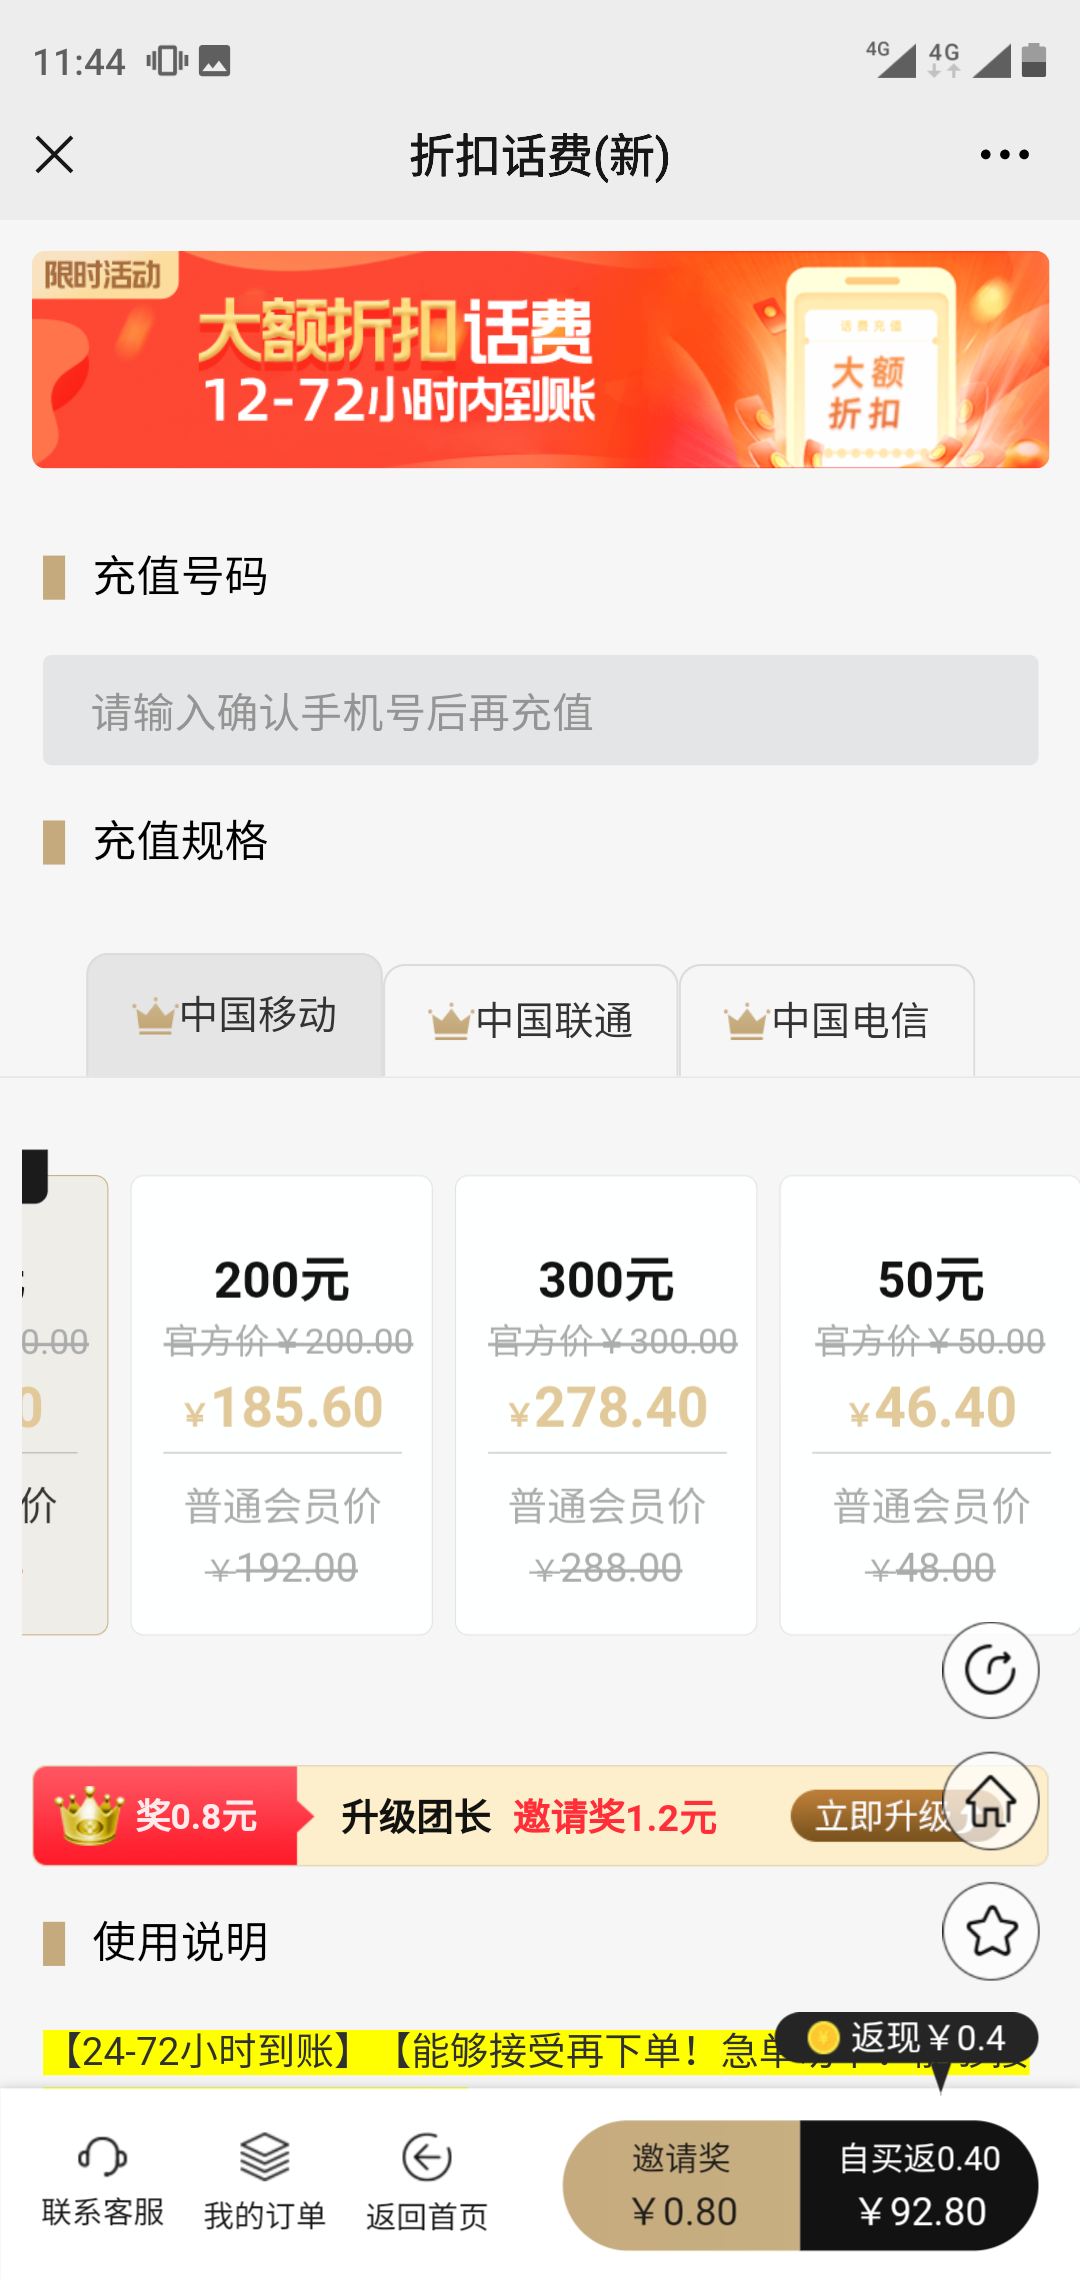 11:44
4G
4G
折扣话费(新)
限时活动
大额折扣话费
12-72小时内到账
话费充值
大额
折扣
充值号码
请输入确认手机号后再充值
充值规格
中国移动
中国联通
中国电信
0.00
0
价
200元
官方价￥200.00
￥185.60
普通会员价
￥192.00
300元
官方价￥300.00
￥278.40
普通会员价
￥288.00
50元
官方价￥50.00
￥46.40
普通会员价
￥48.00
奖0.8元
升级团长 邀请奖1.2元
立即升级
使用说明
【24-72小时到账】【能够接受再下单！急单
返现￥0.4
联系客服
我的订单
返回首页
邀请奖
￥0.80
自买返0.40
￥92.80